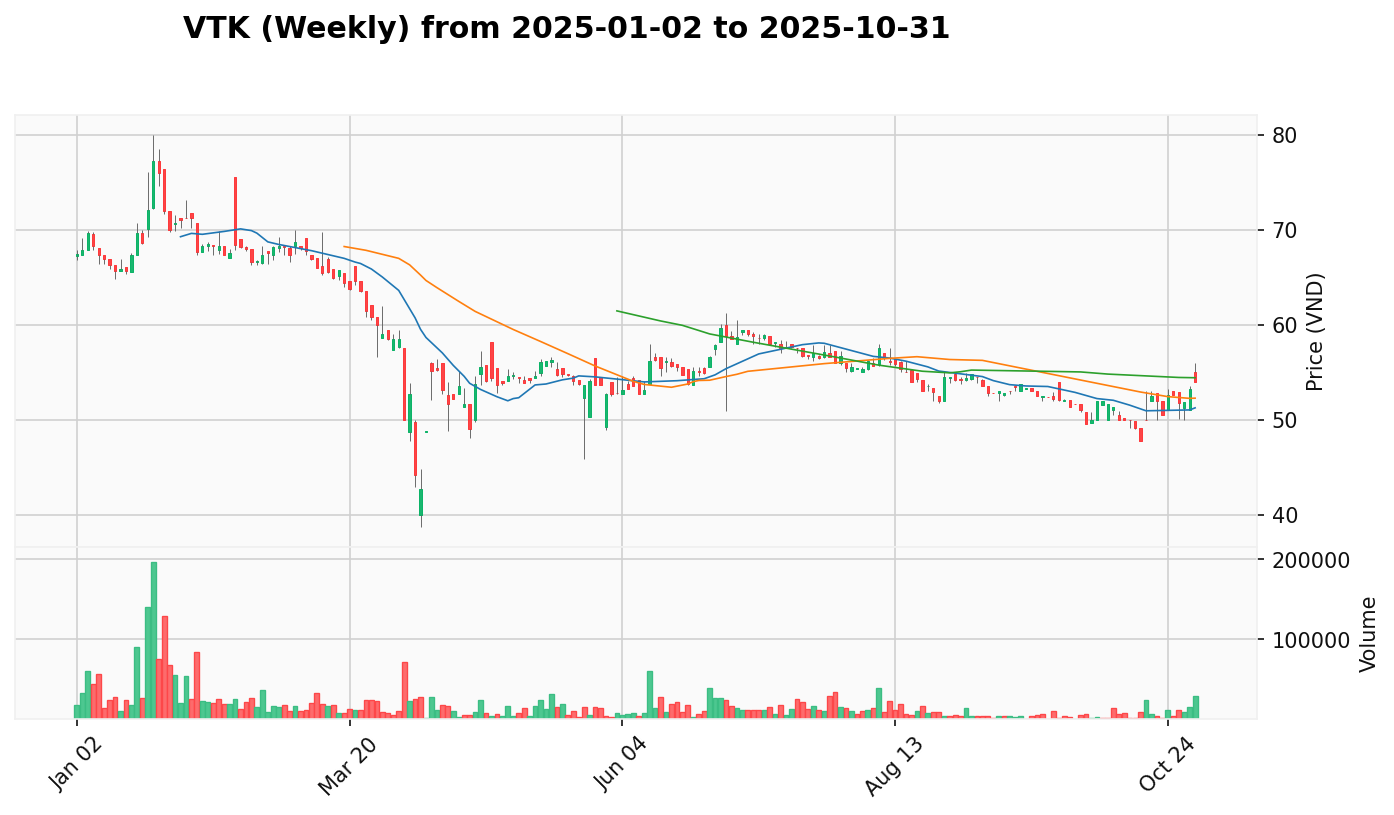 VTK (Weekly) from 2025-01-02 to 2025-10-31
80
70
60
50
40
Price (VND)
200000
100000
Volume
Jan 02
Mar 20
Jun 04
Aug 13
Oct 24